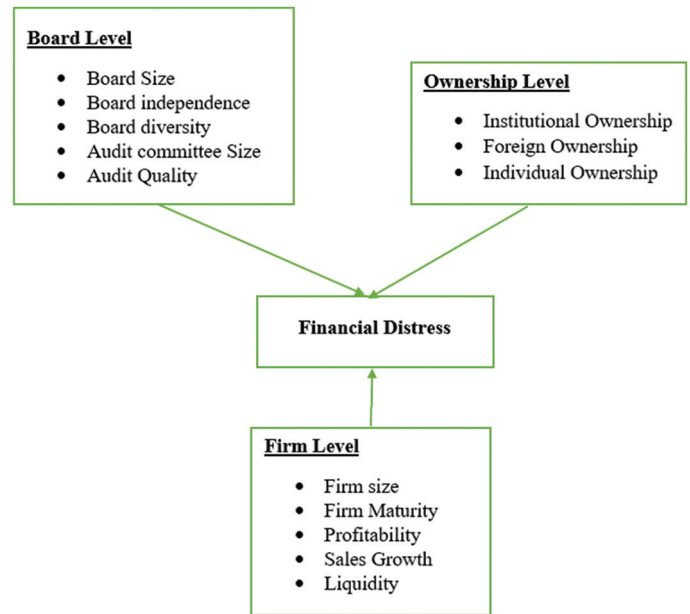 Board Level
• Board Size
• Board independence
• Board diversity
• Audit committee Size
• Audit Quality
Ownership Level
• Institutional Ownership
• Foreign Ownership
• Individual Ownership
Financial Distress
Firm Level
• Firm size
• Firm Maturity
• Profitability
• Sales Growth
• Liquidity